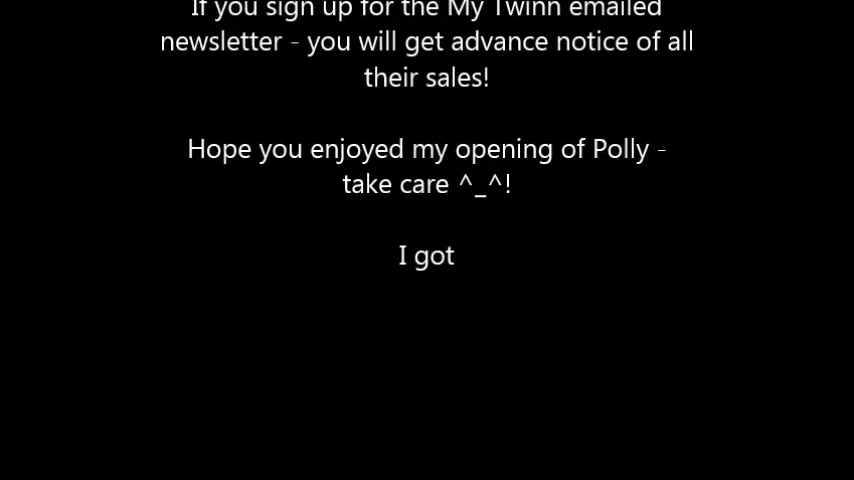 If you sign up for the My Twinn emailed
newsletter - you will get advance notice of all
their sales!
Hope you enjoyed my opening of Polly -
take care ^_^!
I got